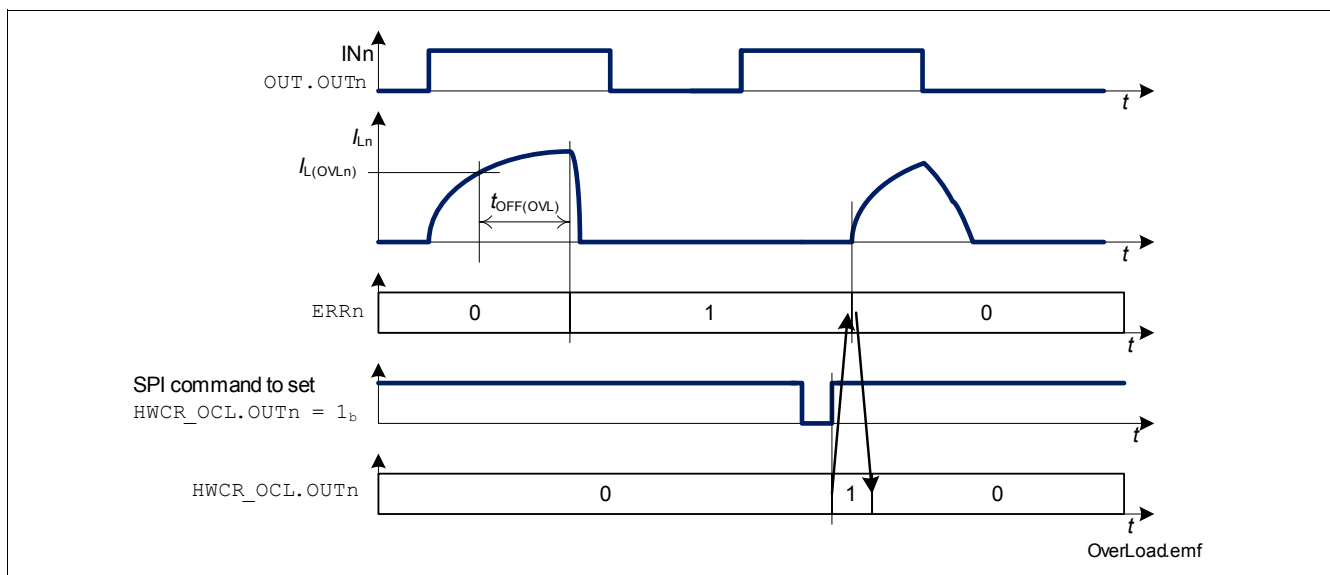 INn
OUT.OUTn
t
ILn
IL(OVLn)
tOFF(OVL)
t
ERRn
0 1 0
t
SPI command to set
HWCR_OCL.OUTn = 1b
t
HWCR_OCL.OUTn
0 1 0
t
OverLoad.emf